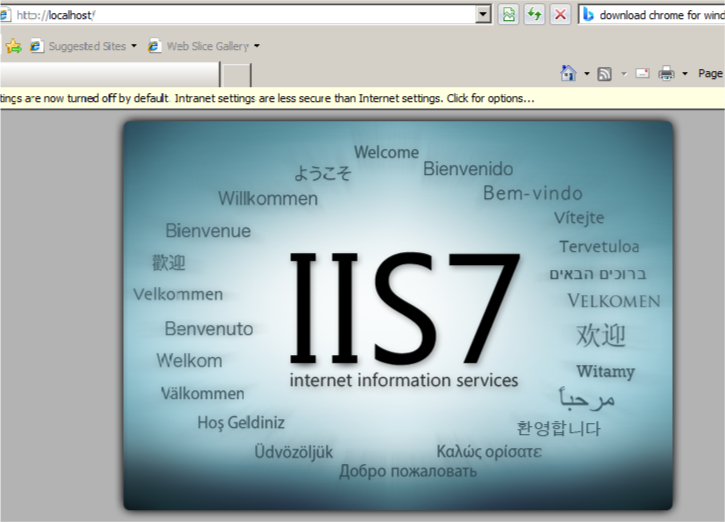 http://localhost/
download chrome for wind
Suggested Sites
Web Slice Gallery
Page
tings are now turned off by default. Intranet settings are less secure than Internet settings. Click for options...
Welcome
ようこそ
Bienvenido
Willkommen
Bem-vindo
Bienvenue
Vítejte
歡迎
Tervetuloa
ברוכים הבאים
Velkommen
VELKOMEN
Benvenuto
欢迎
Welkom
Witamy
Välkommen
مرحباً
Hoş Geldiniz
환영합니다
Üdvözöljük
Καλώς ορίσατε
Добро пожаловать
IIS7
internet information services